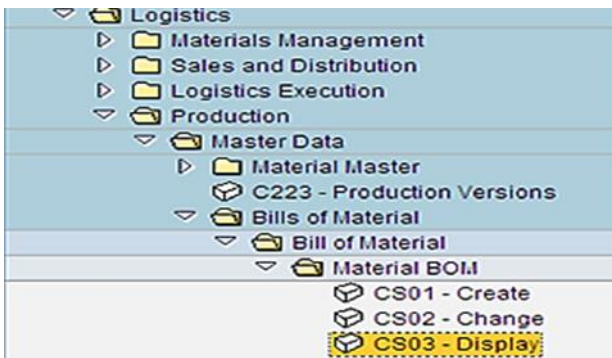 Logistics
Materials Management
Sales and Distribution
Logistics Execution
Production
Master Data
Material Master
C223 - Production Versions
Bills of Material
Bill of Material
Material BOM
CS01 - Create
CS02 - Change
CS03 - Display